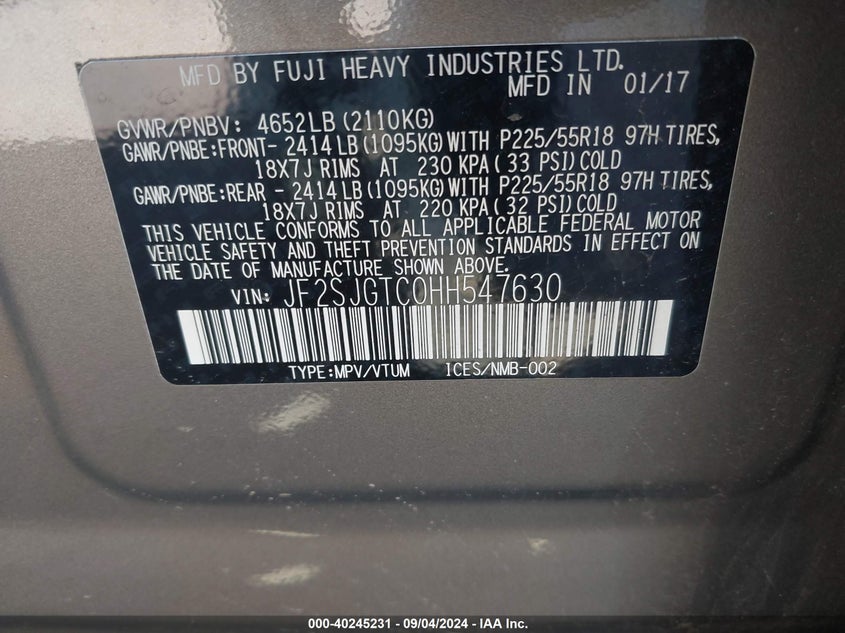 MFD BY FUJI HEAVY INDUSTRIES LTD.
MFD IN 01/17
GVWR/PNBV: 4652LB (2110KG)
GAWR/PNBE:FRONT- 2414LB (1095KG) WITH P225/55R18 97H TIRES,
18X7J RIMS AT 230 KPA ( 33 PSI) COLD
GAWR/PNBE:REAR - 2414LB (1095KG) WITH P225/55R18 97H TIRES,
18X7J RIMS AT 220 KPA ( 32 PSI) COLD
THIS VEHICLE CONFORMS TO ALL APPLICABLE FEDERAL MOTOR
VEHICLE SAFETY AND THEFT PREVENTION STANDARDS IN EFFECT ON
THE DATE OF MANUFACTURE SHOWN ABOVE.
VIN: JF2SJGTC0HH547630
TYPE:MPV/VTUM ICES/NMB-002
000-40245231 - 09/04/2024 - IAA Inc.